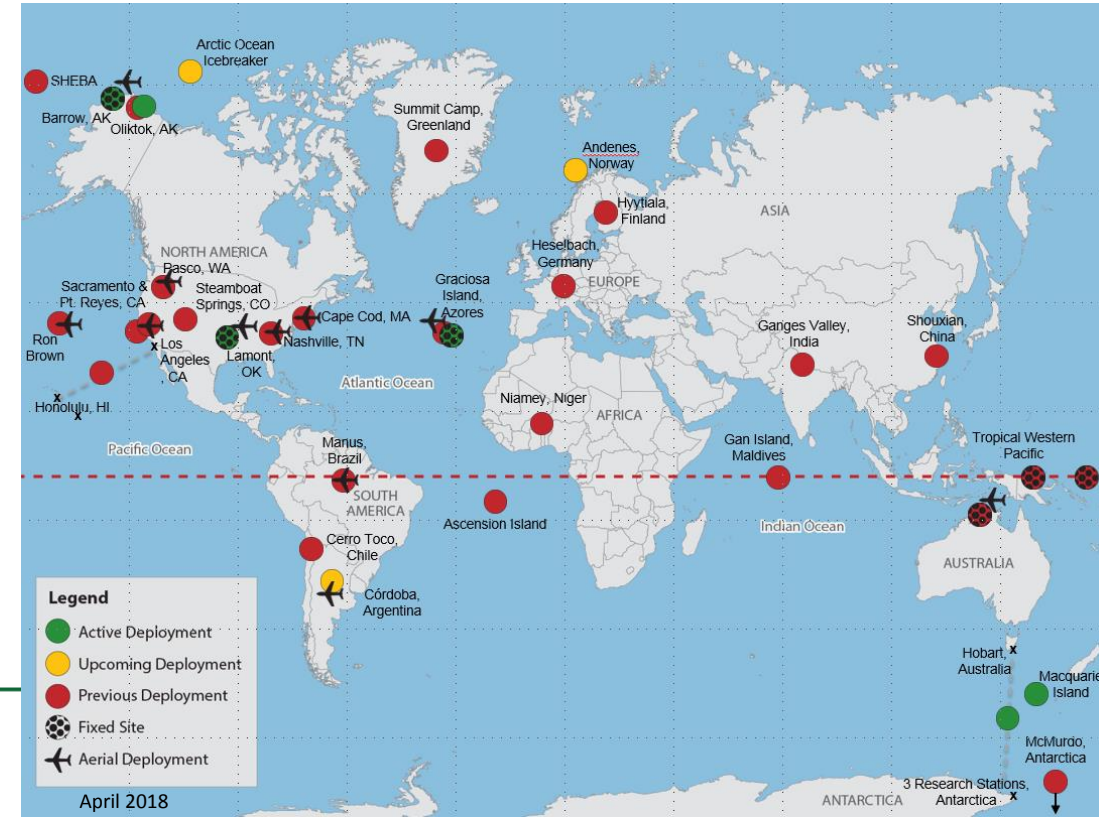 Arctic Ocean
Icebreaker
SHEBA
Barrow, AK
Oliktok, AK
Summit Camp,
Greenland
Andenes,
Norway
Hyytiala,
Finland
ASIA
NORTH AMERICA
Pasco, WA
Heselbach,
Germany
EUROPE
Sacramento &
Pt. Reyes, CA
Steamboat
Springs, CO
Graciosa
Island,
Azores
Cape Cod, MA
Ron
Brown
Los
Angeles
, CA
Lamont,
OK
Nashville, TN
Ganges Valley,
India
Shouxian,
China
Atlantic Ocean
x
x
x
Honolulu, HI
Niamey, Niger
AFRICA
Pacific Ocean
Manus,
Brazil
Gan Island,
Maldives
Tropical Western
Pacific
SOUTH
AMERICA
Ascension Island
Indian Ocean
Cerro Toco,
Chile
AUSTRALIA
Córdoba,
Argentina
Legend
Active Deployment
Upcoming Deployment
Previous Deployment
Fixed Site
Aerial Deployment
April 2018
Hobart,
Australia
x
Macquarie
Island
McMurdo,
Antarctica
3 Research Stations,
Antarctica
x
ANTARCTICA